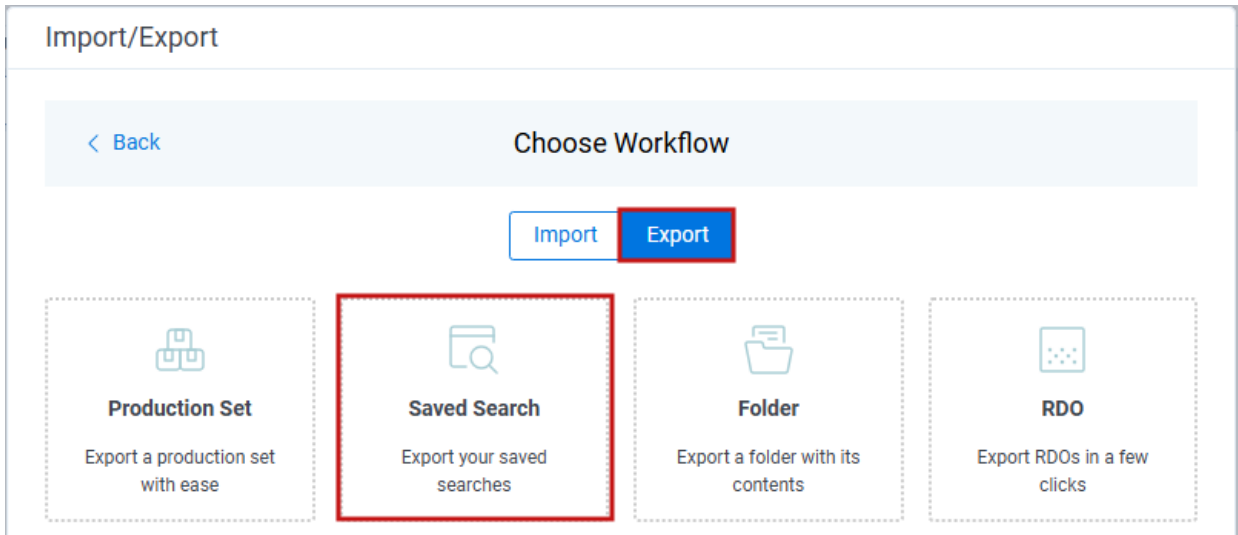 Import/Export
Back
Choose Workflow
Import
Export
Production Set
Export a production set
with ease
Saved Search
Export your saved
searches
Folder
Export a folder with its
contents
RDO
Export RDOs in a few
clicks